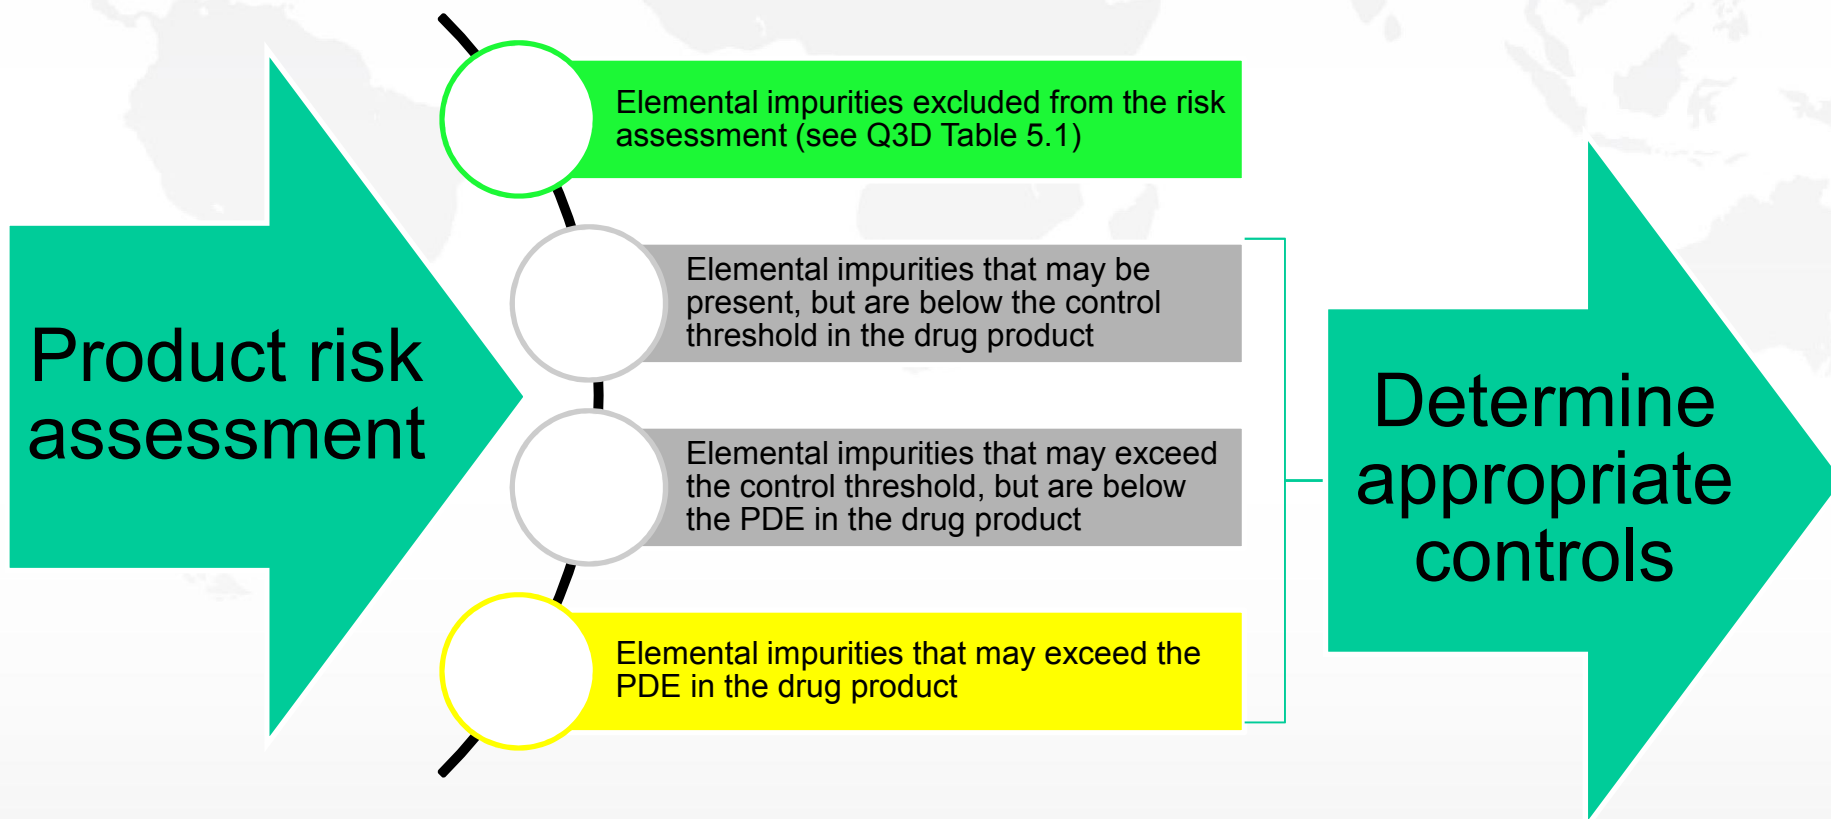 Product risk
assessment
Elemental impurities excluded from the risk
assessment (see Q3D Table 5.1)
Elemental impurities that may be
present, but are below the control
threshold in the drug product
Elemental impurities that may exceed
the control threshold, but are below
the PDE in the drug product
Elemental impurities that may exceed the
PDE in the drug product
Determine
appropriate
controls